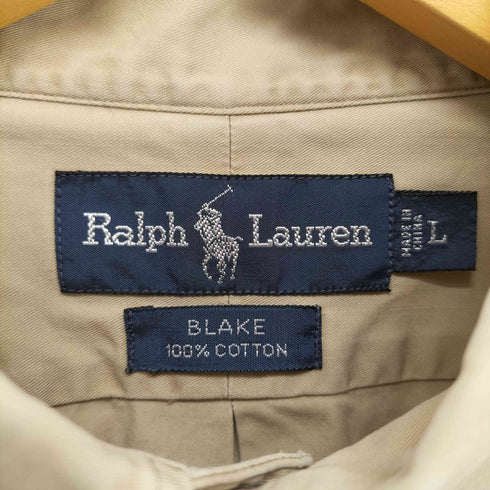 Ralph Lauren
MADE IN
CHINA
L
BLAKE
100% COTTON